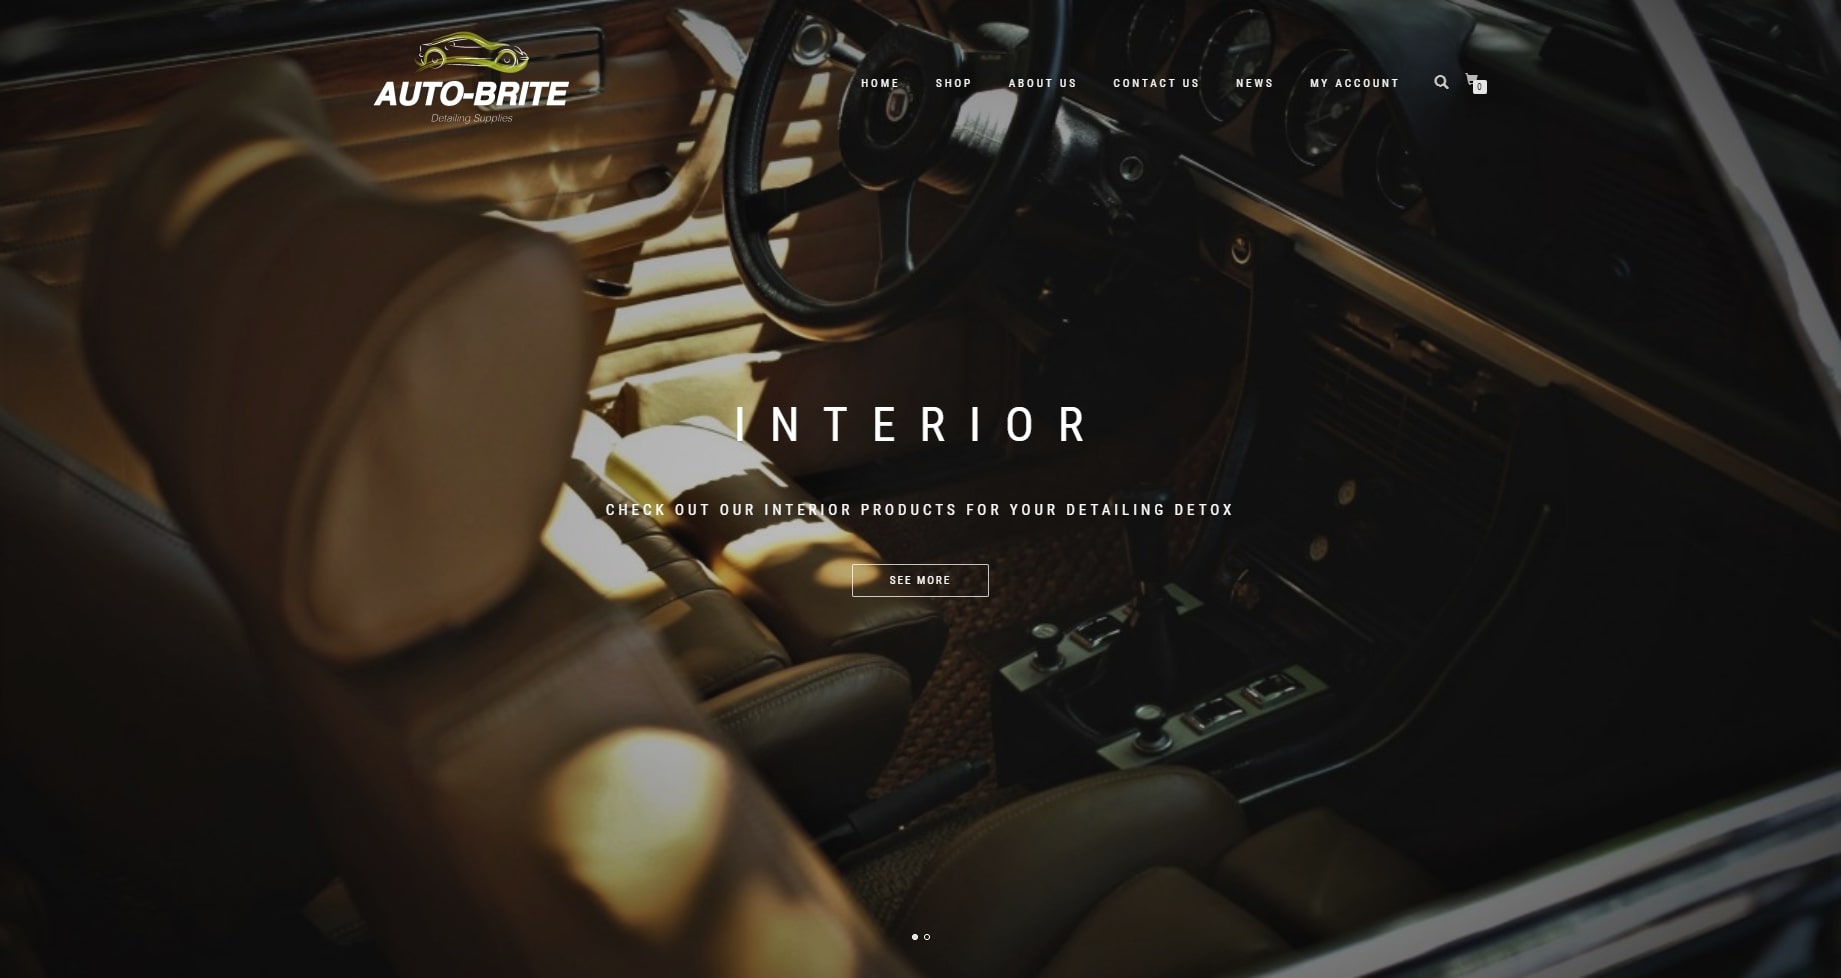 AUTO-BRITE
Detailing Supplies
HOME SHOP ABOUT US CONTACT US NEWS MY ACCOUNT
0
INTERIOR
CHECK OUT OUR INTERIOR PRODUCTS FOR YOUR DETAILING DETOX
SEE MORE